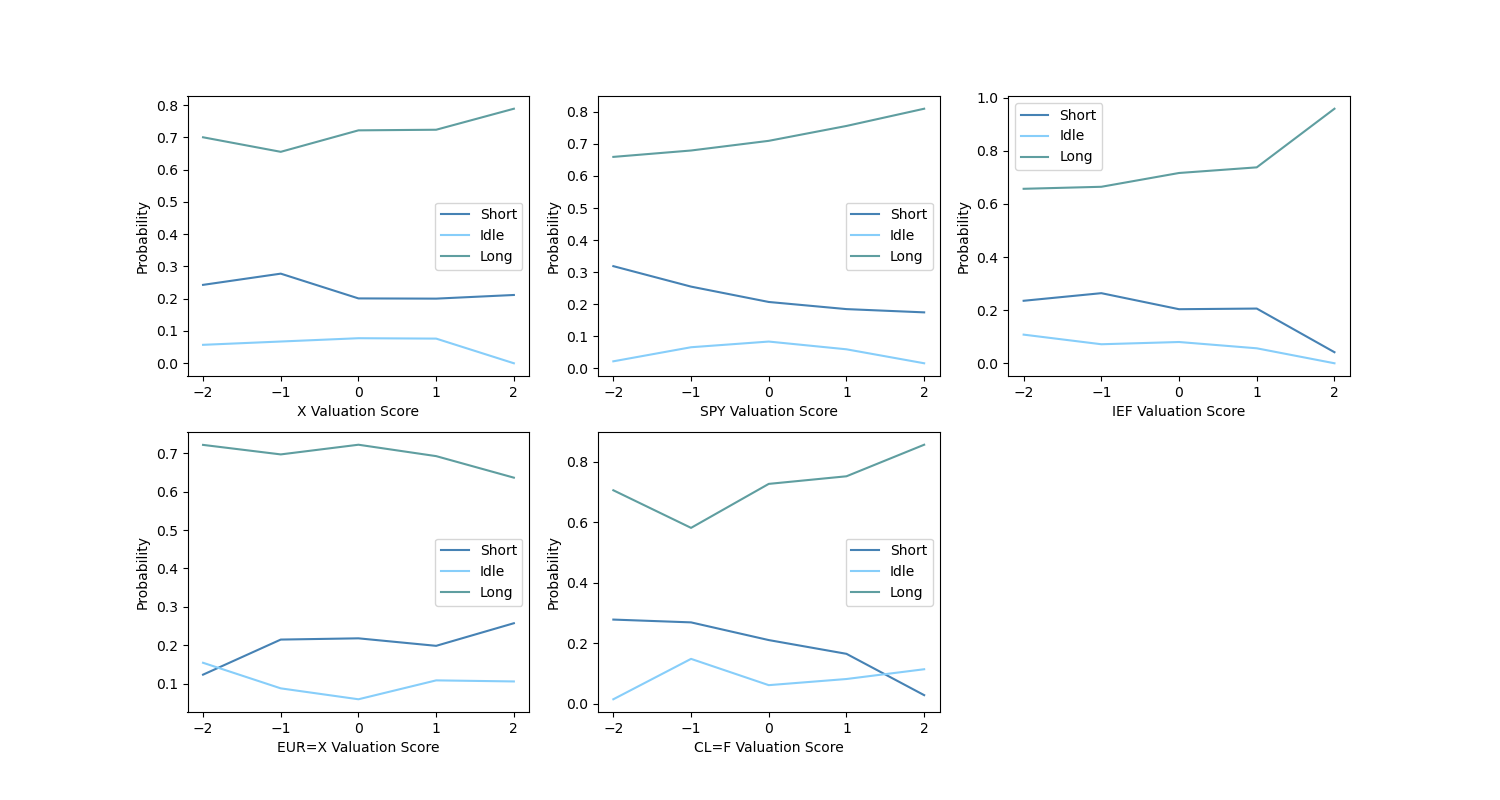 0.8
0.7
0.6
0.5
0.4
0.3
0.2
0.1
0.0
Probability
Short
Idle
Long
−2 −1 0 1 2
X Valuation Score
0.8
0.7
0.6
0.5
0.4
0.3
0.2
0.1
0.0
Probability
Short
Idle
Long
−2 −1 0 1 2
SPY Valuation Score
1.0
0.8
0.6
0.4
0.2
0.0
Probability
Short
Idle
Long
−2 −1 0 1 2
IEF Valuation Score
0.7
0.6
0.5
0.4
0.3
0.2
0.1
Probability
Short
Idle
Long
−2 −1 0 1 2
EUR=X Valuation Score
0.8
0.6
0.4
0.2
0.0
Probability
Short
Idle
Long
−2 −1 0 1 2
CL=F Valuation Score